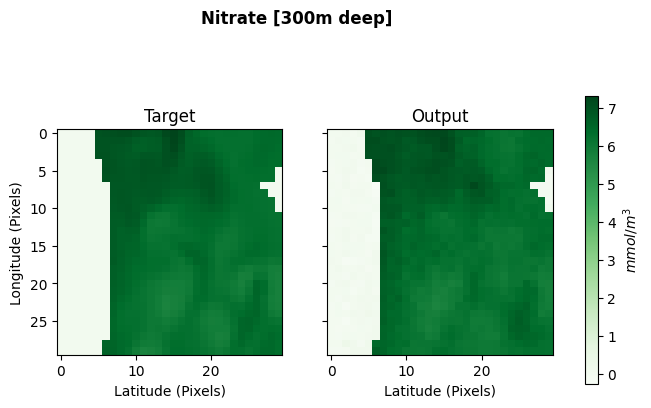 Nitrate [300m deep]
Target
Output
0
5
10
15
20
25
Longitude (Pixels)
0
10
20
Latitude (Pixels)
0
10
20
Latitude (Pixels)
7
6
5
4
3
2
1
0
mmol/m³